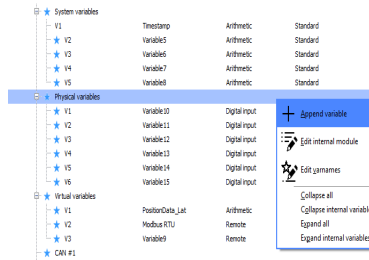 System variables
V1 Timestamp Arithmetic Standard
V2 Variable5 Arithmetic Standard
V3 Variable6 Arithmetic Standard
V4 Variable7 Arithmetic Standard
V5 Variable8 Arithmetic Standard
Physical variables
V1 Variable10 Digital input
V2 Variable11 Digital input
V3 Variable12 Digital input
V4 Variable13 Digital input
V5 Variable14 Digital input
V6 Variable15 Digital input
Virtual variables
V1 PositionData_Lat Arithmetic
V2 Modbus RTU Remote
V3 Variable9 Remote
CAN #1
Append variable
Edit internal module
Edit varnames
Collapse all
Collapse internal variable
Expand all
Expand internal variables